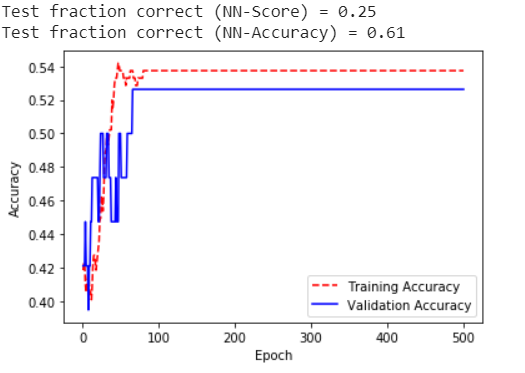 Test fraction correct (NN-Score) = 0.25
Test fraction correct (NN-Accuracy) = 0.61
0.54
0.52
0.50
0.48
0.46
0.44
0.42
0.40
Accuracy
Training Accuracy
Validation Accuracy
0 100 200 300 400 500
Epoch